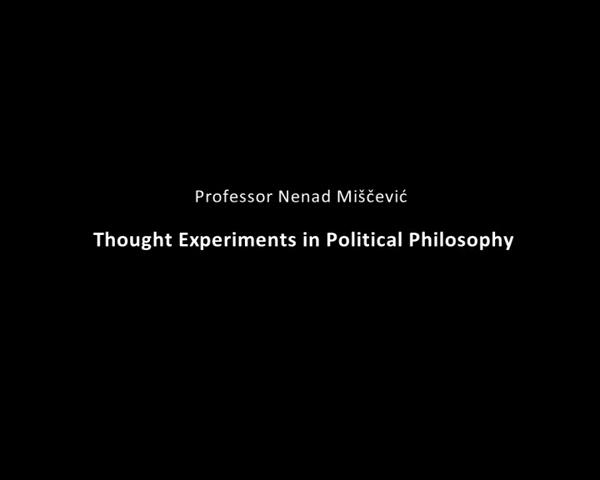 Professor Nenad Miščević
Thought Experiments in Political Philosophy